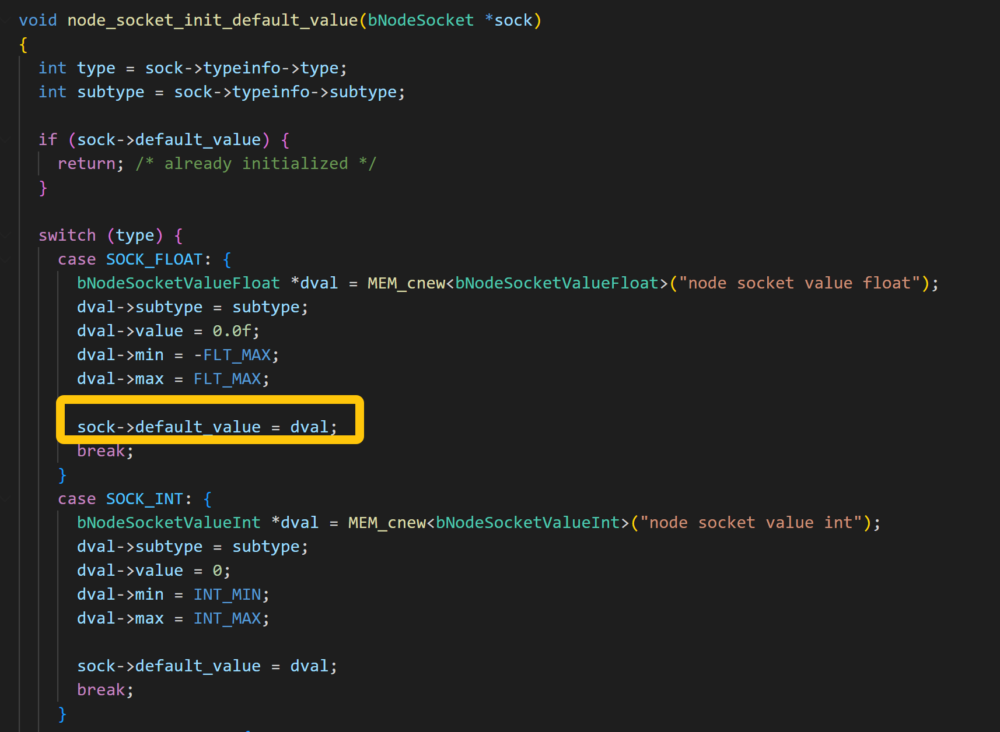 void node_socket_init_default_value(bNodeSocket *sock)
{
int type = sock->typeinfo->type;
int subtype = sock->typeinfo->subtype;
if (sock->default_value) {
return; /* already initialized */
}
switch (type) {
case SOCK_FLOAT: {
bNodeSocketValueFloat *dval = MEM_cnew<bNodeSocketValueFloat>("node socket value float");
dval->subtype = subtype;
dval->value = 0.0f;
dval->min = -FLT_MAX;
dval->max = FLT_MAX;
sock->default_value = dval;
break;
}
case SOCK_INT: {
bNodeSocketValueInt *dval = MEM_cnew<bNodeSocketValueInt>("node socket value int");
dval->subtype = subtype;
dval->value = 0;
dval->min = INT_MIN;
dval->max = INT_MAX;
sock->default_value = dval;
break;
}